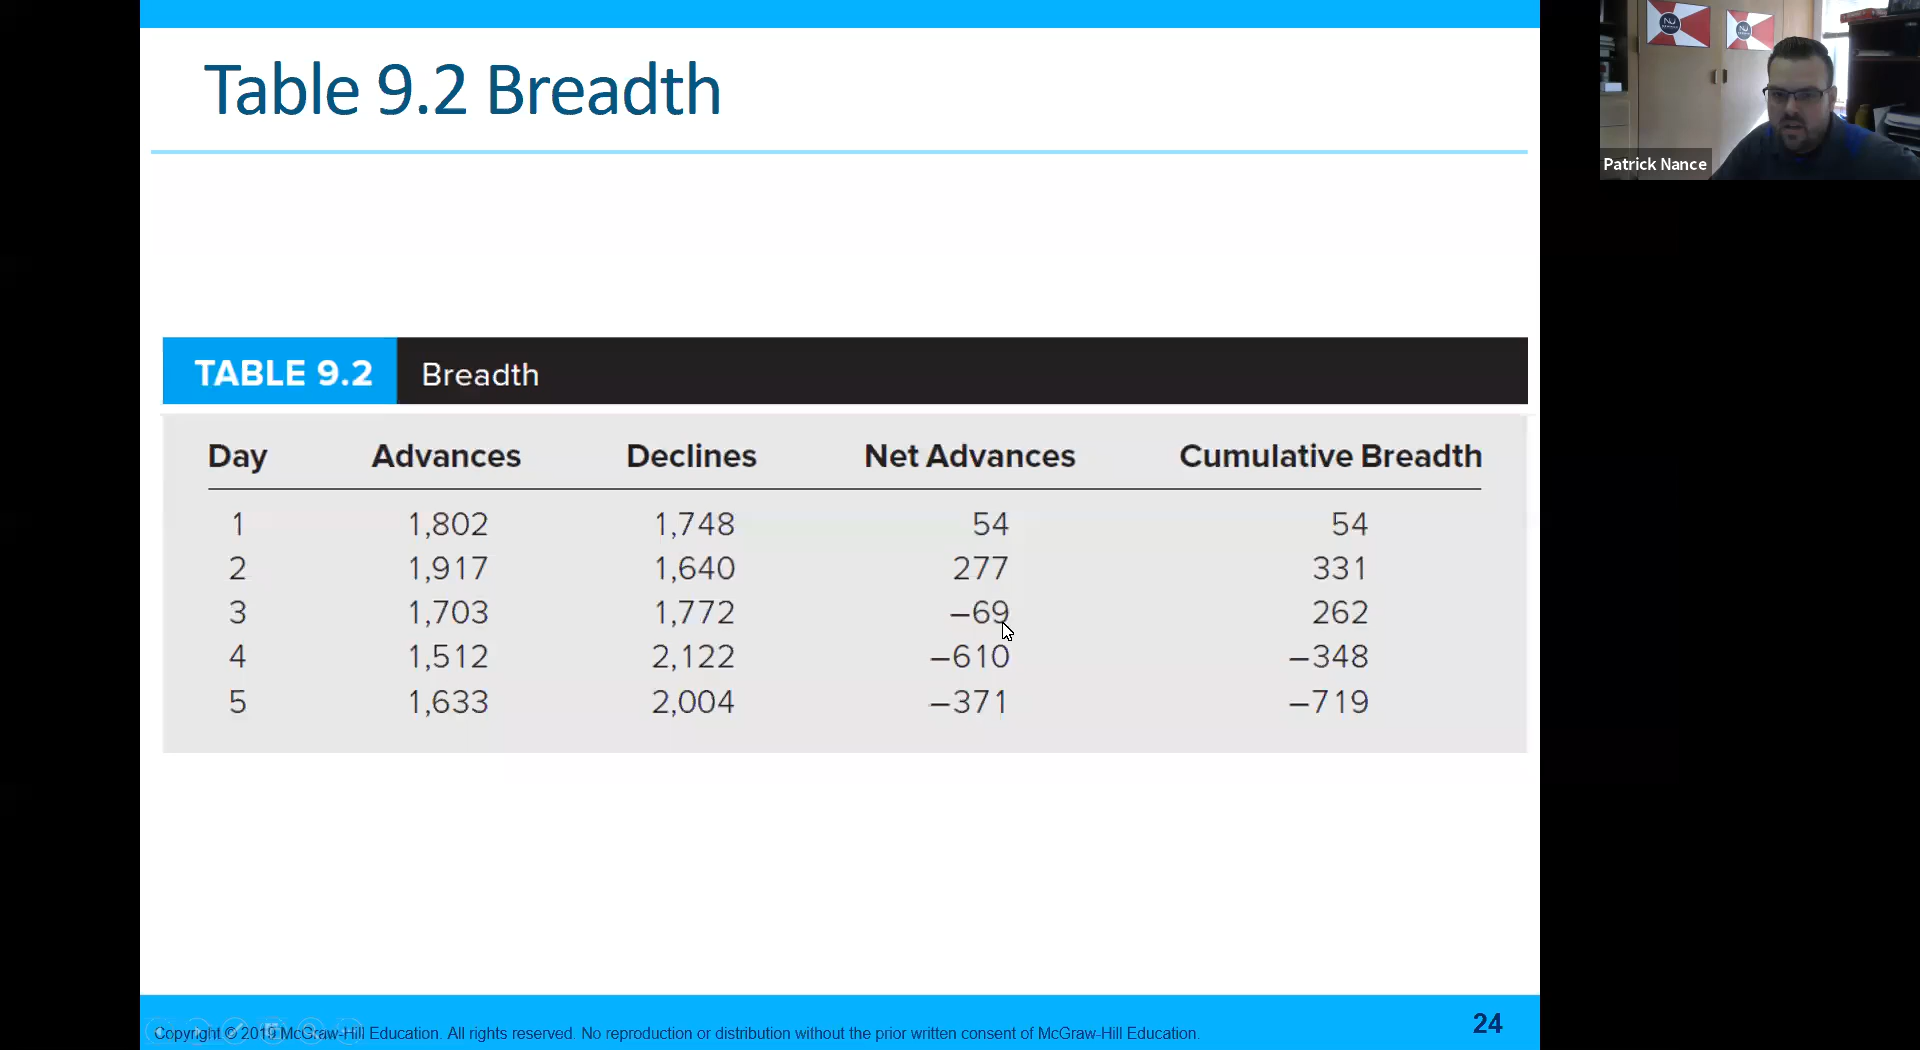 Table 9.2 Breadth
Patrick Nance
TABLE 9.2 Breadth
Day Advances Declines Net Advances Cumulative Breadth
1 1,802 1,748 54 54
2 1,917 1,640 277 331
3 1,703 1,772 –69 262
4 1,512 2,122 –610 –348
5 1,633 2,004 –371 –719
Copyright © 2019 McGraw-Hill Education. All rights reserved. No reproduction or distribution without the prior written consent of McGraw-Hill Education.
24